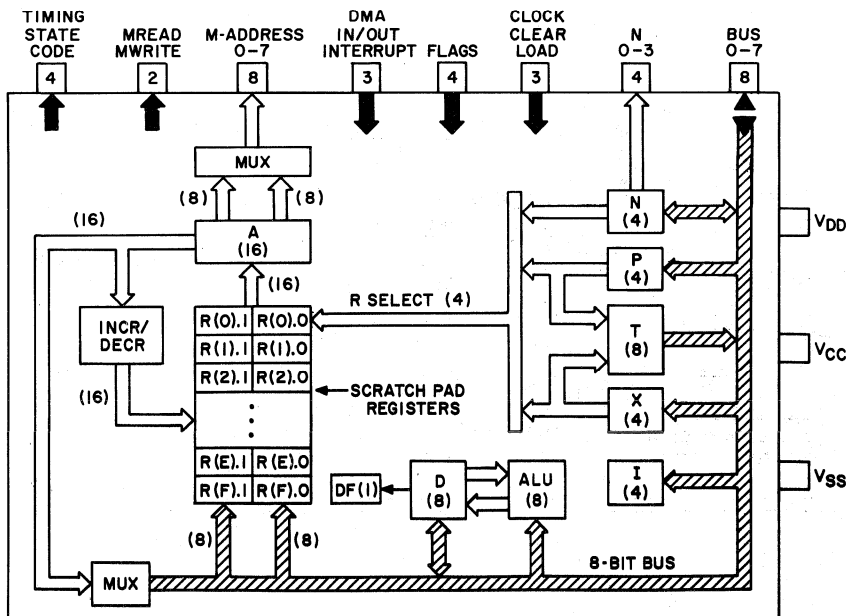 TIMING
STATE
CODE
MREAD
MWRITE
M-ADDRESS
0-7
DMA
IN/OUT
INTERRUPT
FLAGS
CLOCK
CLEAR
LOAD
N
0-3
BUS
0-7
4
2
8
3
4
3
4
8
MUX
(8)
(8)
(16)
A
(16)
(16)
N
(4)
VDD
P
(4)
R SELECT (4)
INCR/
DECR
R(0).1 R(0).0
R(1).1 R(1).0
R(2).1 R(2).0
T
(8)
VCC
(16)
SCRATCH PAD
REGISTERS
X
(4)
R(E).1 R(E).0
R(F).1 R(F).0
DF(1)
D
(8)
ALU
(8)
I
(4)
VSS
(8)
(8)
MUX
8-BIT BUS